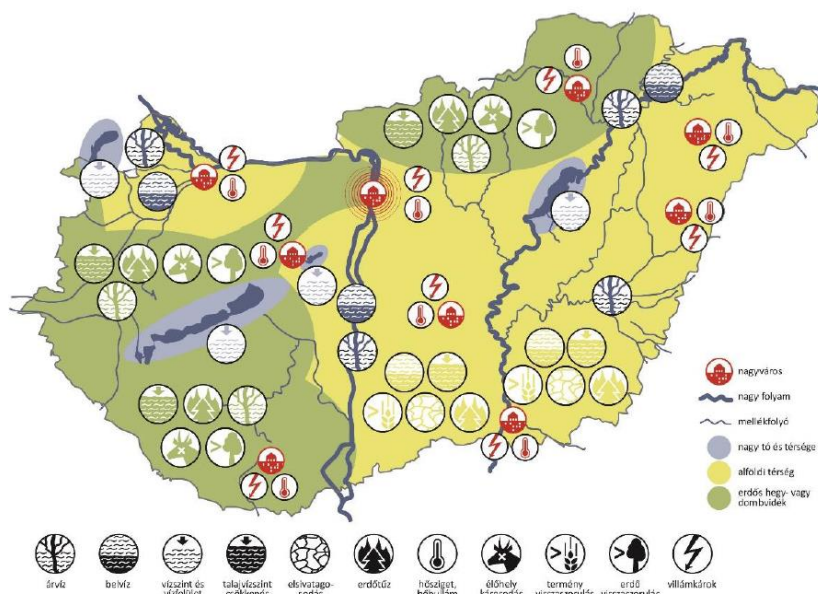 nagyváros
nagy folyam
mellékfolyó
nagy tó és térsége
alföldi térség
erdős hegy- vagy
dombvidék
árvíz
belvíz
vízszint és
talajvízszint
elsivatago-
erdőtűz
hősziget,
élőhely
termény
erdő
villámkárok